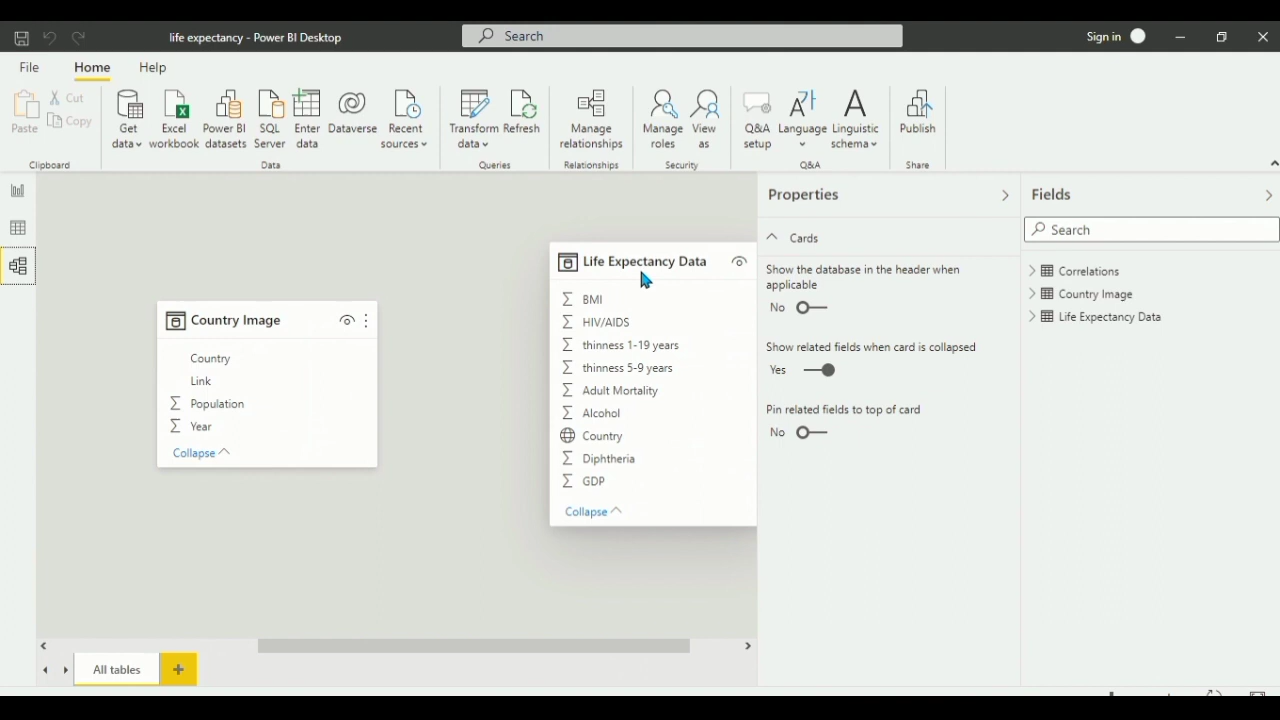 life expectancy - Power BI Desktop
Search
Sign in
File
Home
Help
Paste
Cut
Copy
Clipboard
Get data
Excel workbook
Power BI datasets
SQL Server
Enter data
Dataverse
Recent sources
Data
Transform data
Refresh
Queries
Manage relationships
Relationships
Manage roles
View as
Security
Q&A setup
Language
Linguistic schema
Q&A
Publish
Share
Country Image
Country
Link
Population
Year
Collapse
Life Expectancy Data
BMI
HIV/AIDS
thinness 1-19 years
thinness 5-9 years
Adult Mortality
Alcohol
Country
Diphtheria
GDP
Collapse
All tables
Properties
Cards
Show the database in the header when
applicable
No
Show related fields when card is collapsed
Yes
Pin related fields to top of card
No
Fields
Search
Correlations
Country Image
Life Expectancy Data